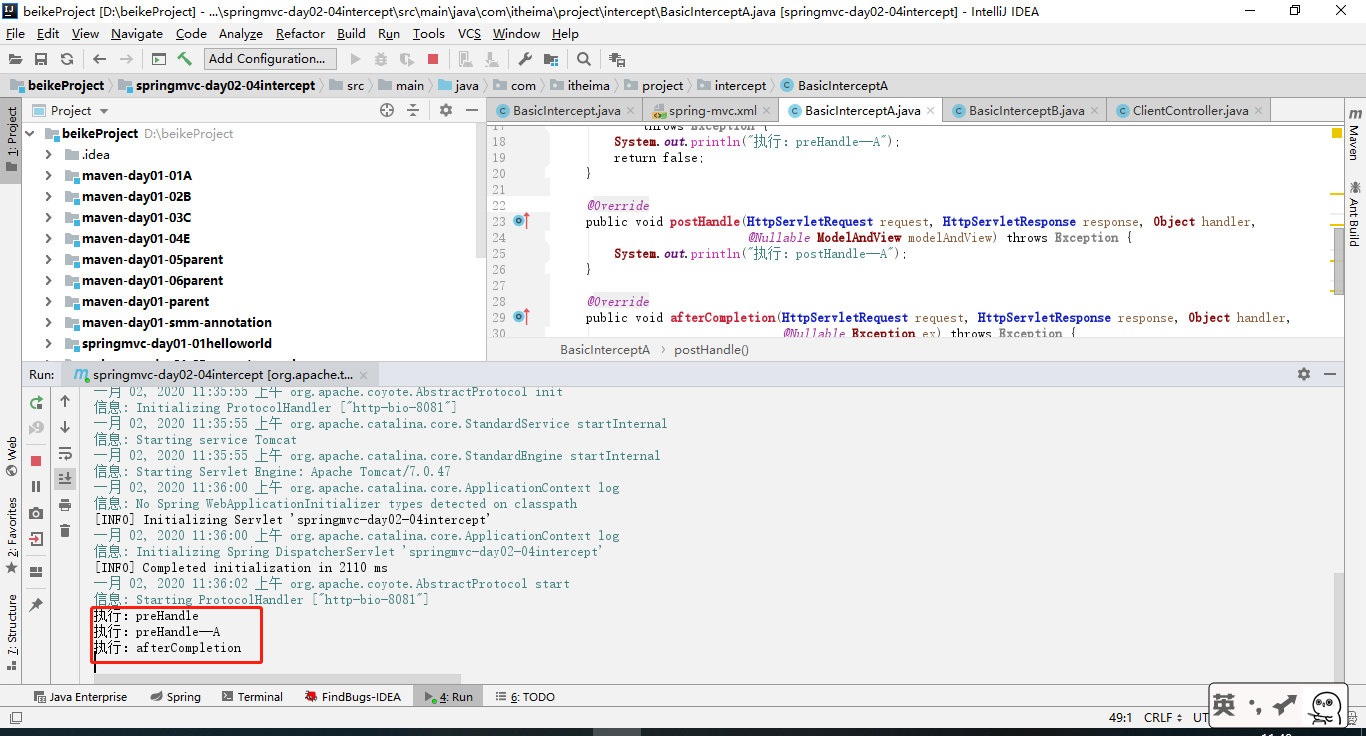 beikeProject [D:\beikeProject] - ...\springmvc-day02-04intercept\src\main\java\com\itheima\project\intercept\BasicInterceptA.java [springmvc-day02-04intercept] - IntelliJ IDEA
File Edit View Navigate Code Analyze Refactor Build Run Tools VCS Window Help
Add Configuration...
beikeProject springmvc-day02-04intercept src main java com itheima project intercept BasicInterceptA
1: Project
Project
BasicIntercept.java spring-mvc.xml BasicInterceptA.java BasicInterceptB.java ClientController.java
Maven
Ant Build
beikeProject D:\beikeProject
.idea
maven-day01-01A
maven-day01-02B
maven-day01-03C
maven-day01-04E
maven-day01-05parent
maven-day01-06parent
maven-day01-parent
maven-day01-smm-annotation
springmvc-day01-01helloworld
17 throws Exception {
18 System.out.println("执行: preHandle——A");
19 return false;
20 }
21
22 @Override
23 public void postHandle(HttpServletRequest request, HttpServletResponse response, Object handler,
24 @Nullable ModelAndView modelAndView) throws Exception {
25 System.out.println("执行: postHandle——A");
26 }
27
28 @Override
29 public void afterCompletion(HttpServletRequest request, HttpServletResponse response, Object handler,
30 @Nullable Exception ex) throws Exception {
BasicInterceptA postHandle()
Run: springmvc-day02-04intercept [org.apache.t...
一月 02, 2020 11:35:55 上午 org.apache.coyote.AbstractProtocol init
信息: Initializing ProtocolHandler ["http-bio-8081"]
一月 02, 2020 11:35:55 上午 org.apache.catalina.core.StandardService startInternal
信息: Starting service Tomcat
一月 02, 2020 11:35:55 上午 org.apache.catalina.core.StandardEngine startInternal
信息: Starting Servlet Engine: Apache Tomcat/7.0.47
一月 02, 2020 11:36:00 上午 org.apache.catalina.core.ApplicationContext log
信息: No Spring WebApplicationInitializer types detected on classpath
[INFO] Initializing Servlet 'springmvc-day02-04intercept'
一月 02, 2020 11:36:00 上午 org.apache.catalina.core.ApplicationContext log
信息: Initializing Spring DispatcherServlet 'springmvc-day02-04intercept'
[INFO] Completed initialization in 2110 ms
一月 02, 2020 11:36:02 上午 org.apache.coyote.AbstractProtocol start
信息: Starting ProtocolHandler ["http-bio-8081"]
执行: preHandle
执行: preHandle——A
执行: afterCompletion
Web
2: Favorites
7: Structure
Java Enterprise Spring Terminal FindBugs-IDEA 4: Run 6: TODO
49:1 CRLF UT
英